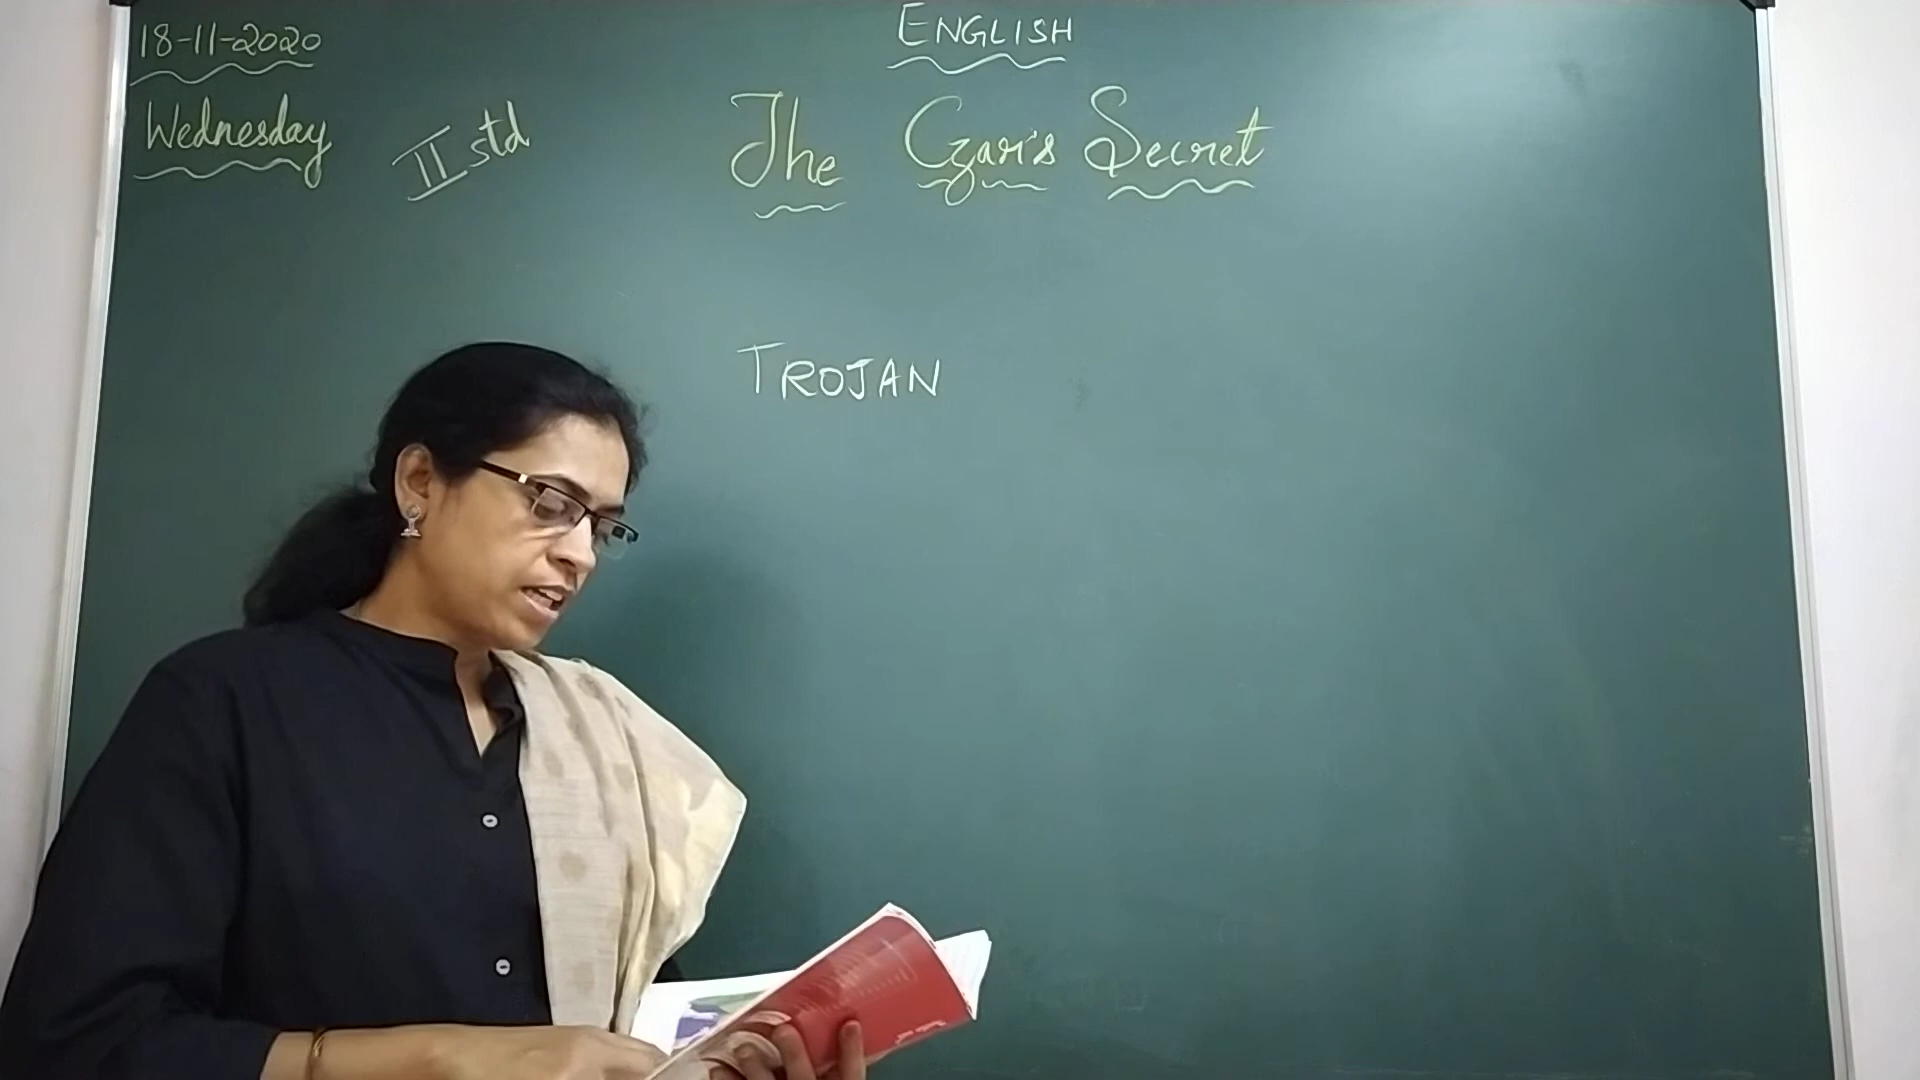 18-11-2020
ENGLISH
Wednesday
II std
The Czar's Secret
TROJAN